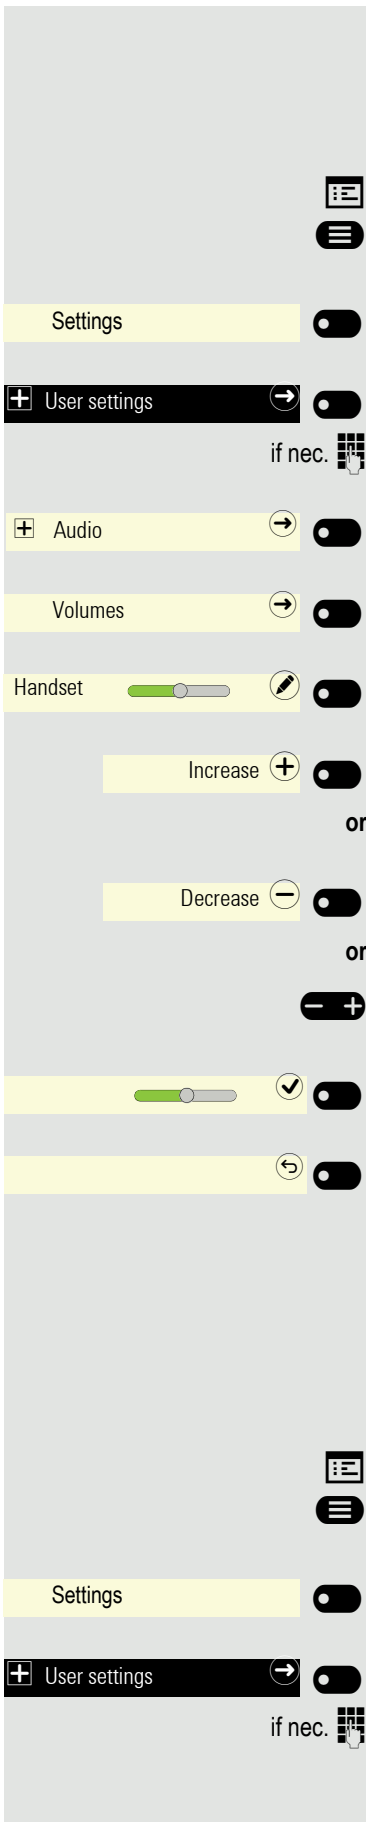 Settings
User settings
if nec.
Audio
Volumes
Handset
Increase
or
Decrease
or
Settings
User settings
if nec.